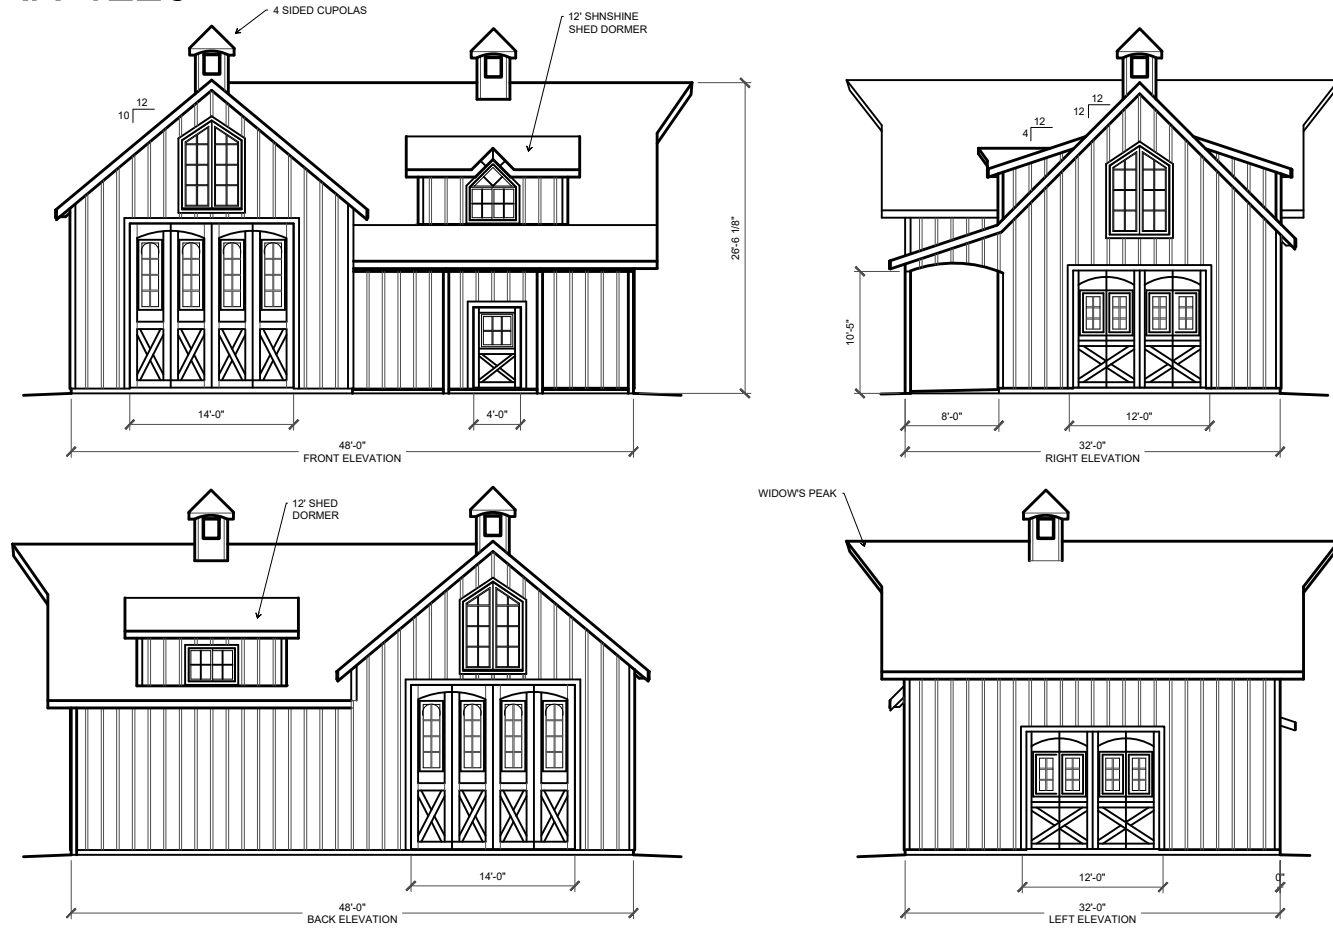 4 SIDED CUPOLAS
12' SHNSHINE
SHED DORMER
12
10
26'-6 1/8"
14'-0"
4'-0"
48'-0"
FRONT ELEVATION
12
12
12
4
10'-5"
8'-0"
12'-0"
32'-0"
RIGHT ELEVATION
12' SHED
DORMER
14'-0"
48'-0"
BACK ELEVATION
WIDOW'S PEAK
12'-0"
32'-0"
LEFT ELEVATION